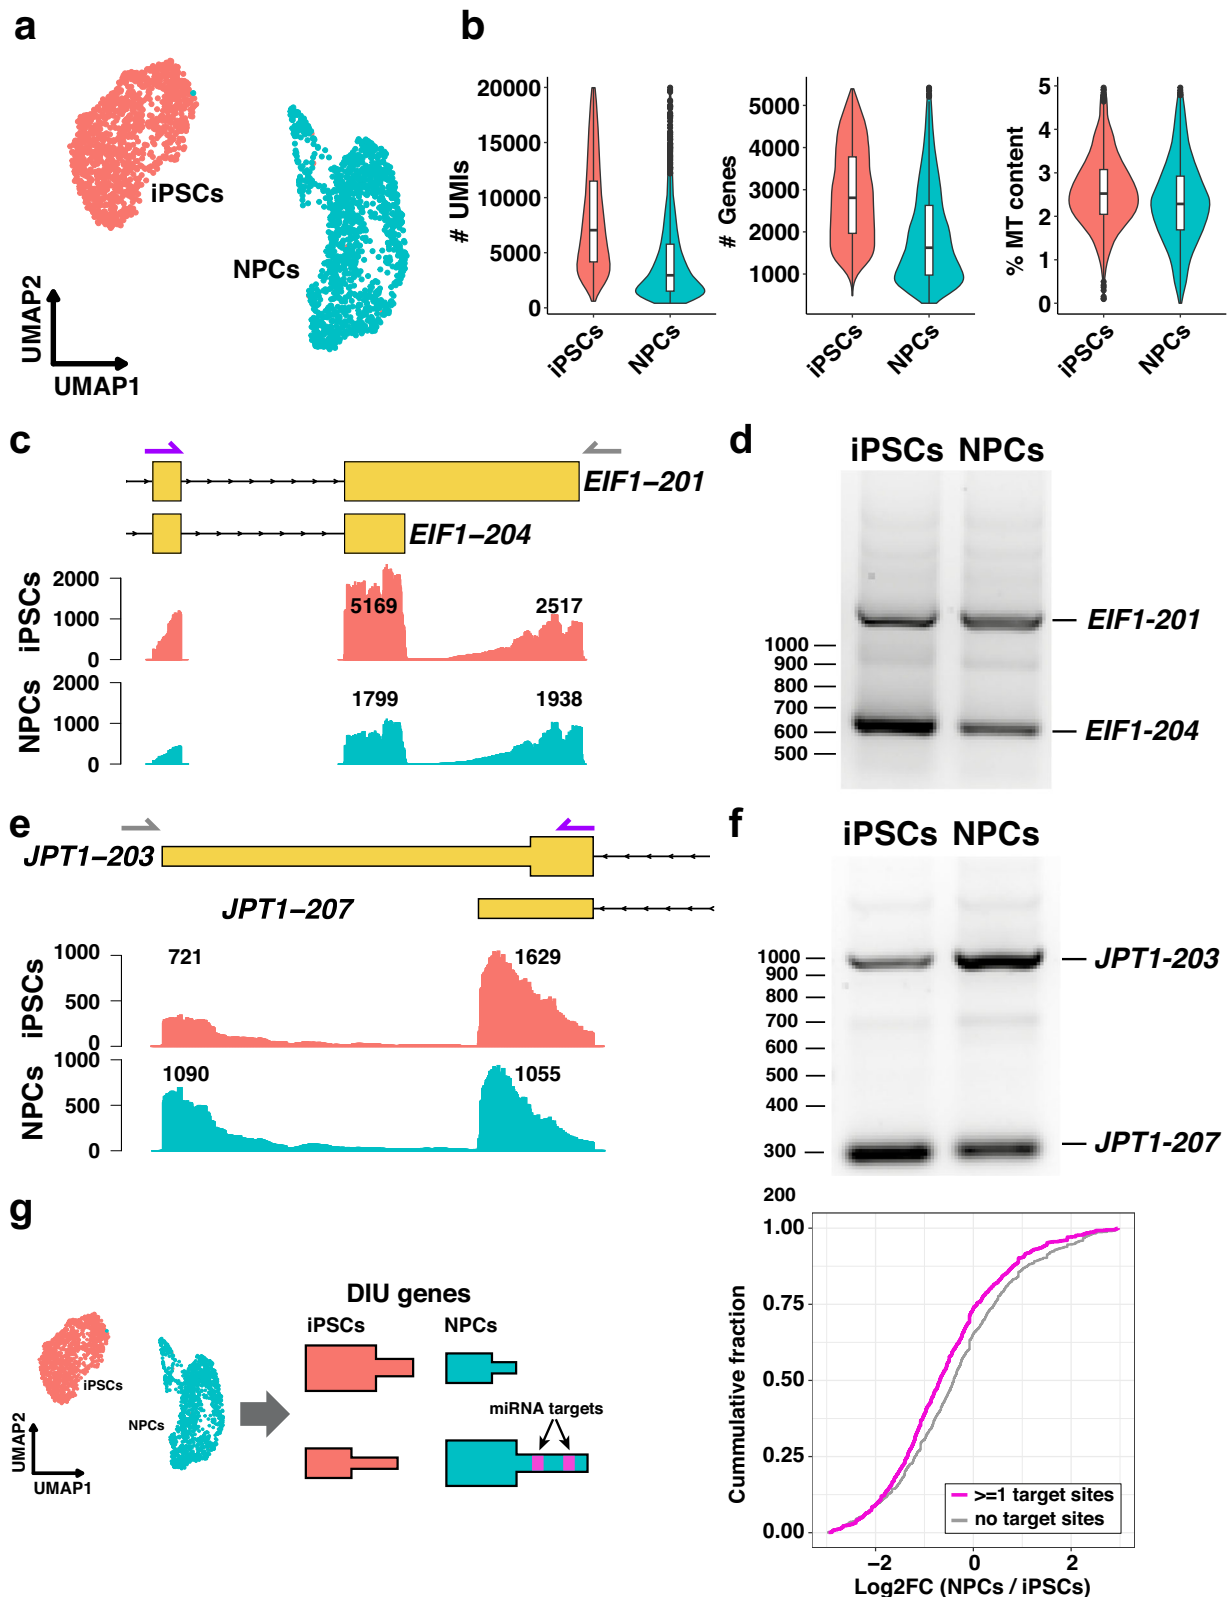 a
iPSCs
NPCs
UMAP2
UMAP1
b
# UMIs
20000
15000
10000
5000
0
iPSCs
NPCs
# Genes
5000
4000
3000
2000
1000
iPSCs
NPCs
% MT content
5
4
3
2
1
0
iPSCs
NPCs
c
EIF1–201
EIF1–204
iPSCs
2000
1000
0
5169
2517
NPCs
2000
1000
0
1799
1938
d
iPSCs NPCs
EIF1-201
1000
900
800
700
600
500
EIF1-204
e
JPT1–203
JPT1–207
iPSCs
1000
500
0
721
1629
NPCs
1000
500
0
1090
1055
f
iPSCs NPCs
1000
900
800
700
600
500
400
300
200
JPT1-203
JPT1-207
g
iPSCs
NPCs
UMAP2
UMAP1
DIU genes
iPSCs
NPCs
miRNA targets
Cummulative fraction
1.00
0.75
0.50
0.25
0.00
>=1 target sites
no target sites
−2
0
2
Log2FC (NPCs / iPSCs)